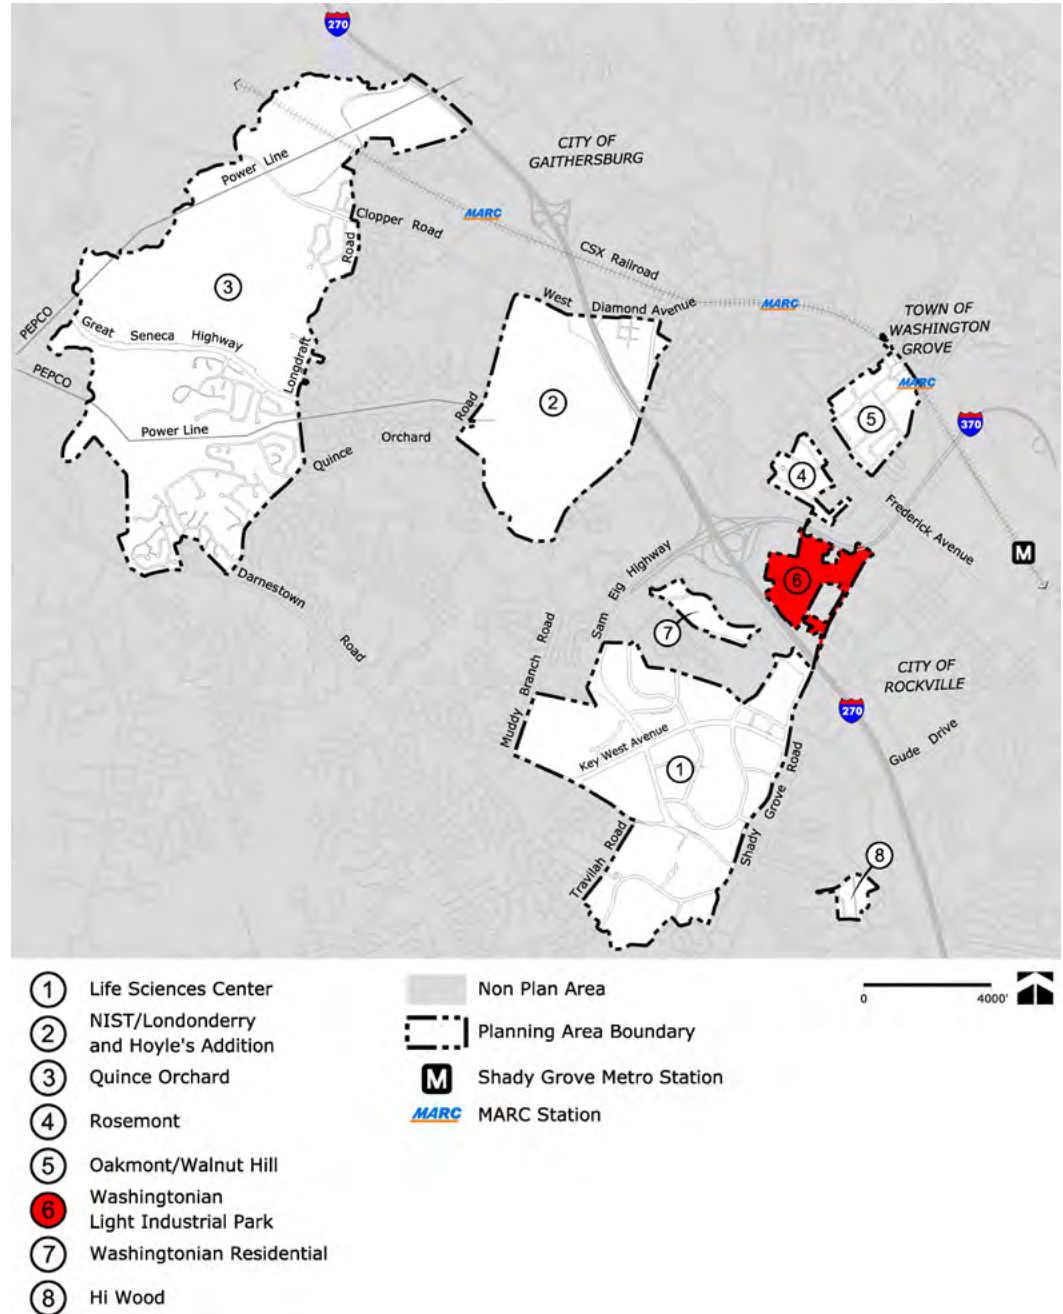 270
CITY OF
GAITHERSBURG
Power Line
MARC
Clopper Road
Road
CSX Railroad
3
West Diamond Avenue
MARC
TOWN OF
WASHINGTON
GROVE
PEPCO
Great Seneca Highway
Longdraft
PEPCO
MARC
2
Road
5
370
Power Line
Orchard
Quince
4
Frederick Avenue
M
Sam Eig Highway
6
Darnestown
Road
7
Muddy Branch Road
CITY OF
ROCKVILLE
270
Gude Drive
Key West Avenue
1
Shady Grove Road
Travilah Road
8
1 Life Sciences Center
2 NIST/Londonderry
and Hoyle's Addition
3 Quince Orchard
4 Rosemont
5 Oakmont/Walnut Hill
6 Washingtonian
Light Industrial Park
7 Washingtonian Residential
8 Hi Wood
Non Plan Area
Planning Area Boundary
M Shady Grove Metro Station
MARC MARC Station
0 4000'